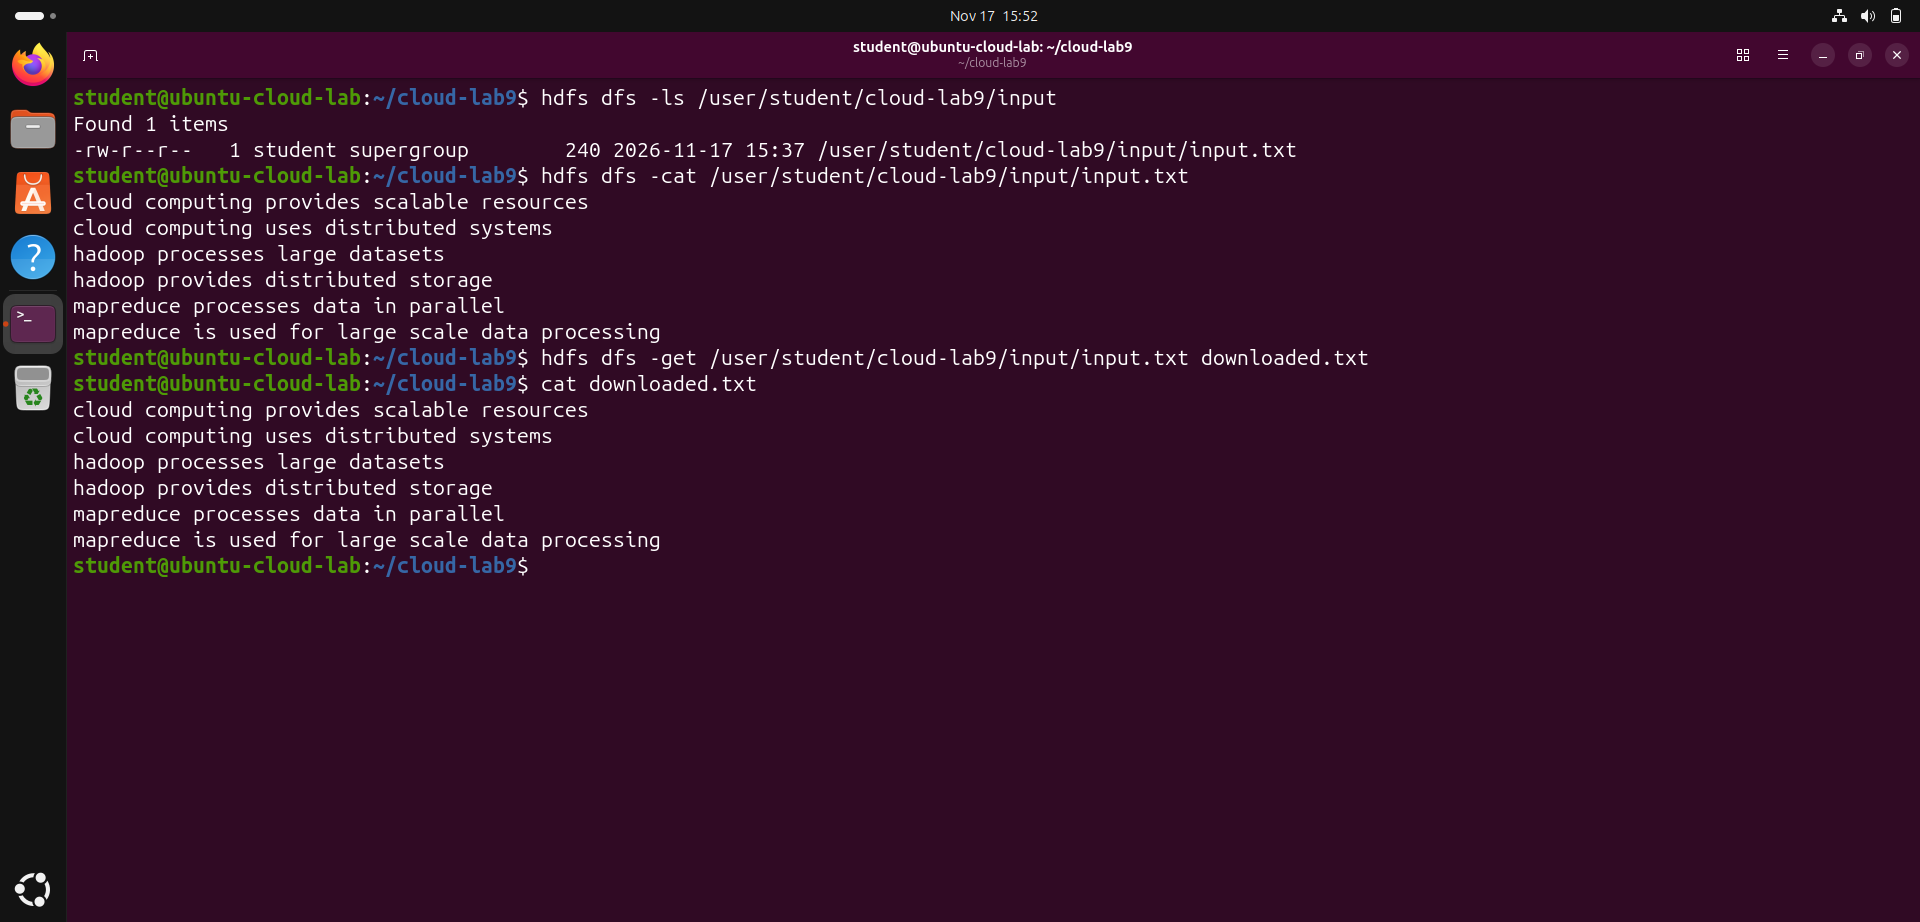 Nov 17 15:52
student@ubuntu-cloud-lab: ~/cloud-lab9
~/cloud-lab9
student@ubuntu-cloud-lab:~/cloud-lab9$ hdfs dfs -ls /user/student/cloud-lab9/input
Found 1 items
-rw-r--r--   1 student supergroup        240 2026-11-17 15:37 /user/student/cloud-lab9/input/input.txt
student@ubuntu-cloud-lab:~/cloud-lab9$ hdfs dfs -cat /user/student/cloud-lab9/input/input.txt
cloud computing provides scalable resources
cloud computing uses distributed systems
hadoop processes large datasets
hadoop provides distributed storage
mapreduce processes data in parallel
mapreduce is used for large scale data processing
student@ubuntu-cloud-lab:~/cloud-lab9$ hdfs dfs -get /user/student/cloud-lab9/input/input.txt downloaded.txt
student@ubuntu-cloud-lab:~/cloud-lab9$ cat downloaded.txt
cloud computing provides scalable resources
cloud computing uses distributed systems
hadoop processes large datasets
hadoop provides distributed storage
mapreduce processes data in parallel
mapreduce is used for large scale data processing
student@ubuntu-cloud-lab:~/cloud-lab9$